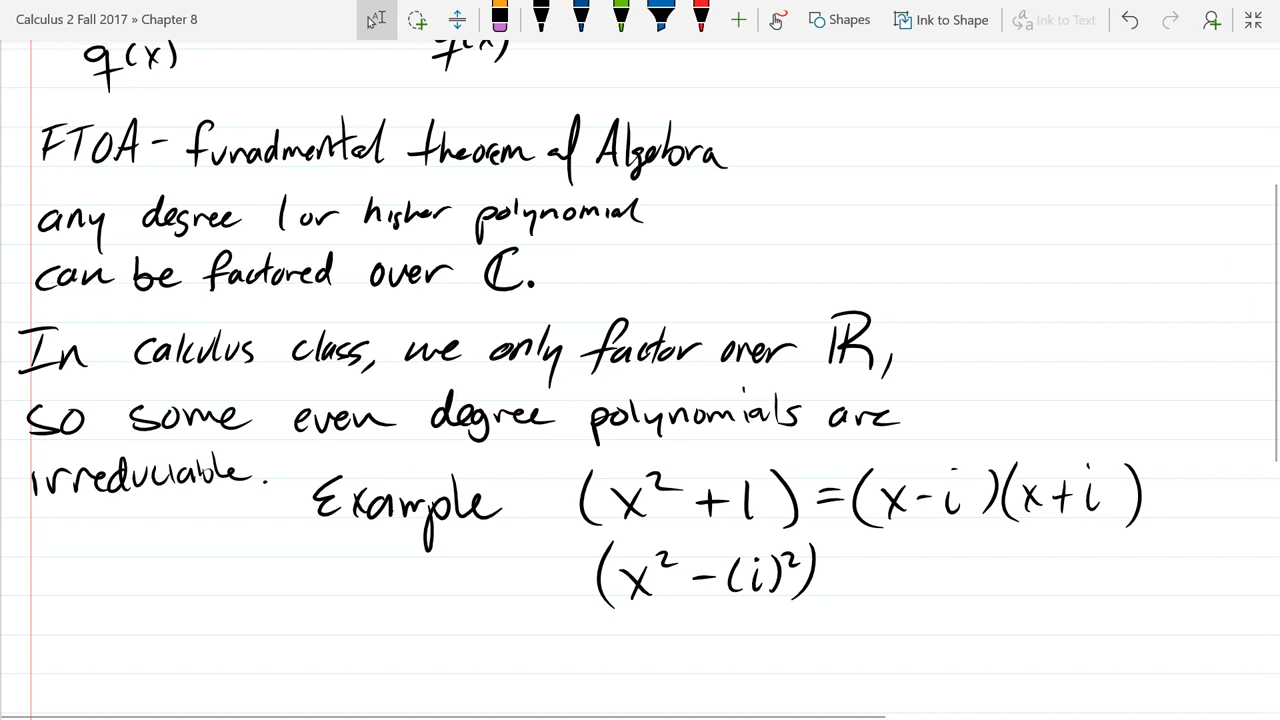 Calculus 2 Fall 2017 » Chapter 8
Shapes
Ink to Shape
Ink to Text
q(x) q(x)
FTOA - funadmental theorem of Algebra
any degree 1 or higher polynomial
can be factored over ℂ.
In calculus class, we only factor over ℝ,
so some even degree polynomials are
irreduciable.
Example (x² + 1) = (x - i)(x + i)
(x² - (i)²)